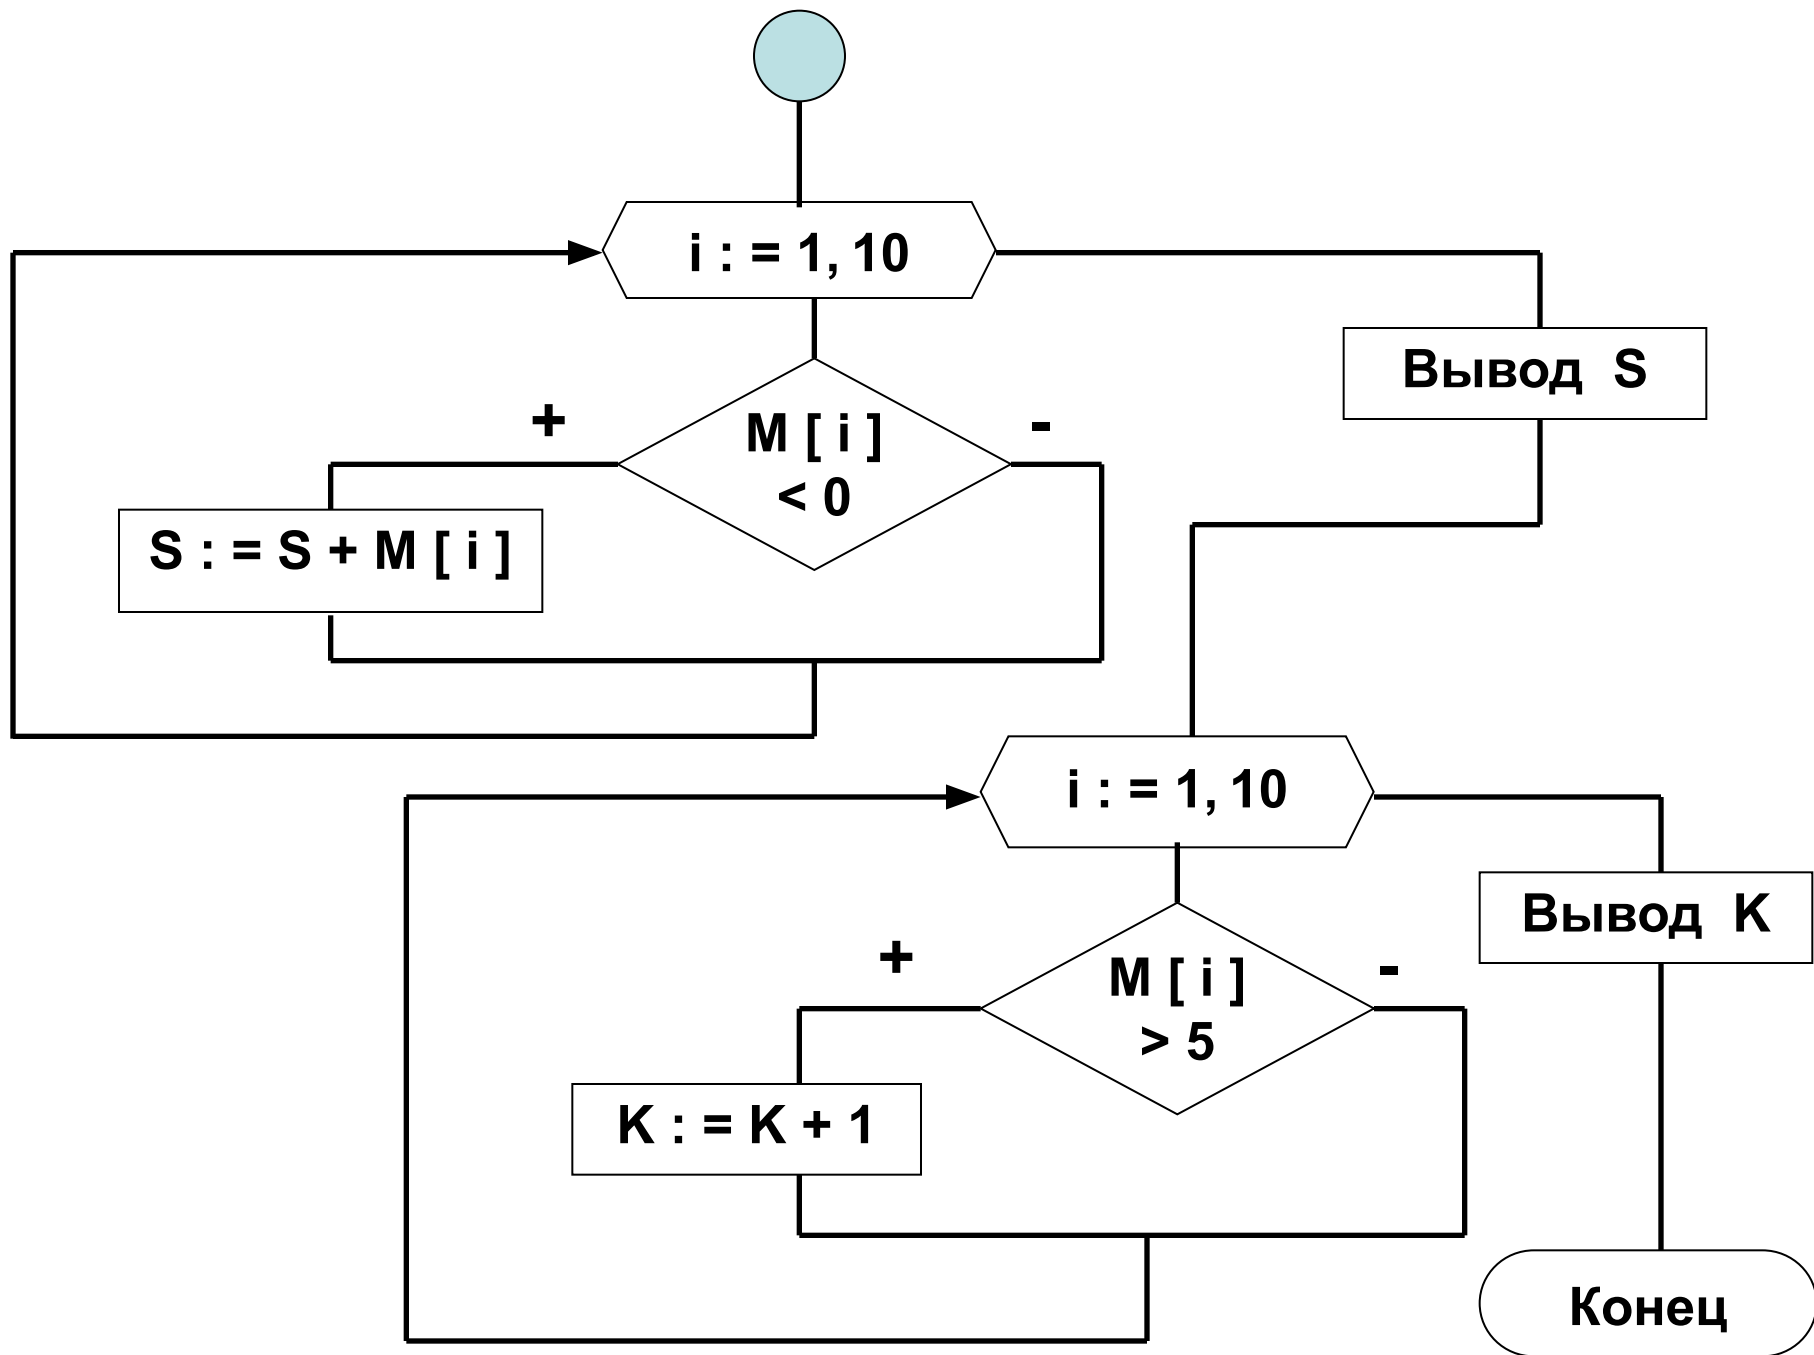 i : = 1, 10
Вывод S
+
-
M [ i ]
< 0
S : = S + M [ i ]
i : = 1, 10
Вывод K
+
-
M [ i ]
> 5
K : = K + 1
Конец